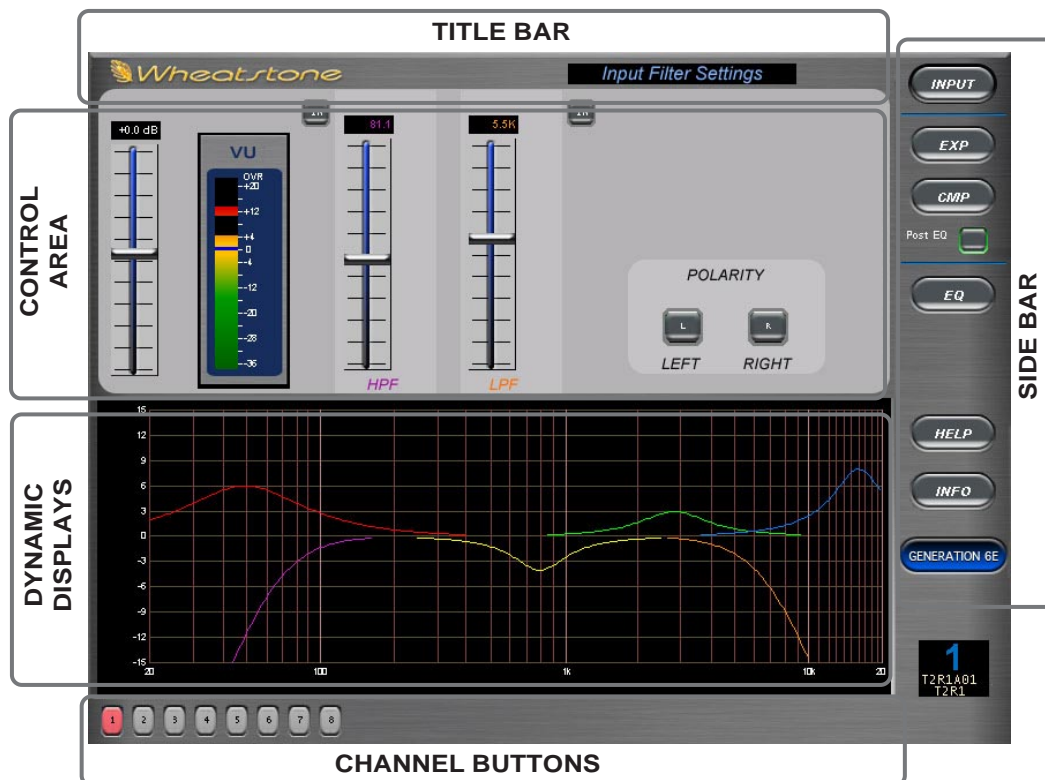 TITLE BAR
Wheatstone
Input Filter Settings
INPUT
EXP
CMP
Post EQ
EQ
HELP
INFO
GENERATION 6E
1
T2R1A01
T2R1
SIDE BAR
CONTROL
AREA
+0.0 dB
VU
OVR
+20
+12
+4
0
-4
-12
-20
-28
-36
81.1
HPF
5.5K
LPF
POLARITY
L
R
LEFT
RIGHT
DYNAMIC
DISPLAYS
15
12
9
6
3
0
-3
-6
-9
-12
-15
20
100
1k
10k
20
1 2 3 4 5 6 7 8
CHANNEL BUTTONS